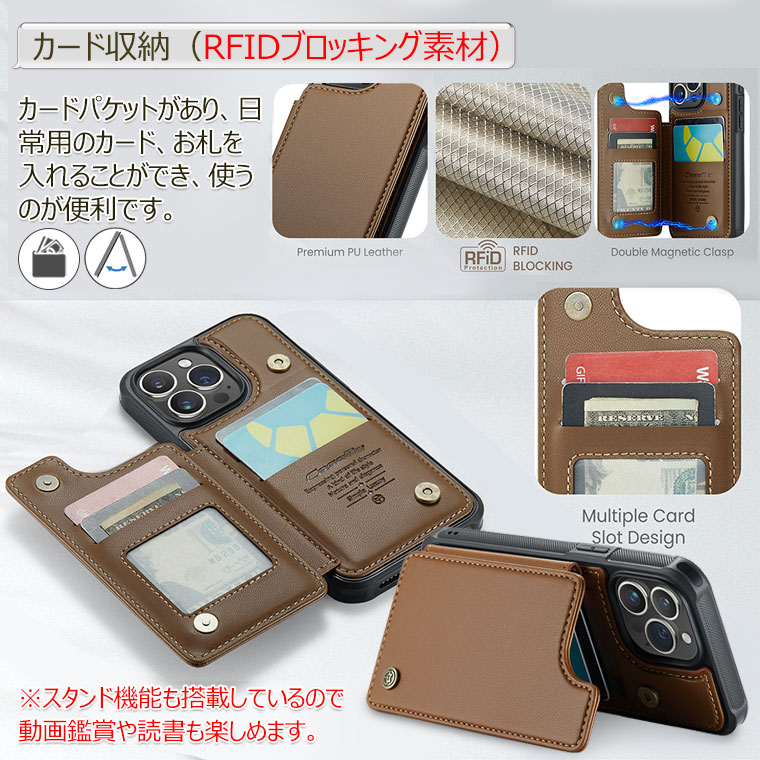 カード収納（RFIDブロッキング素材）
カードパケットがあり、日
常用のカード、お札を
入れることができ、使う
のが便利です。
Premium PU Leather
RFiD
Protection
RFID
BLOCKING
Double Magnetic Clasp
RESERVE
Multiple Card
Slot Design
※スタンド機能も搭載しているので
動画鑑賞や読書も楽しめます。